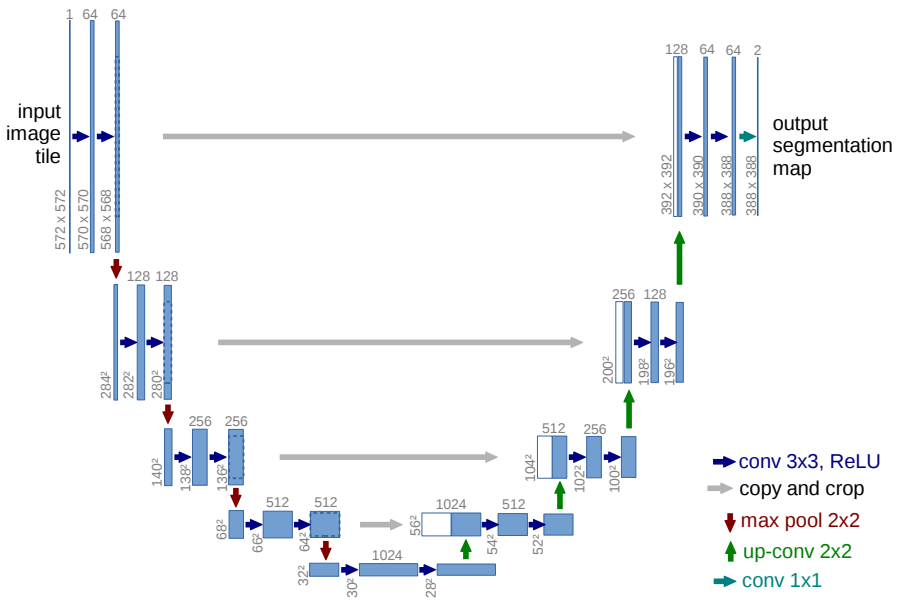 1 64 64
input
image
tile
572 x 572
570 x 570
568 x 568
128 128
284²
282²
280²
256 256
140²
138²
136²
512 512
68²
66²
64²
1024
32²
30²
28²
1024 512
56²
54²
52²
512 256
104²
102²
100²
256 128
200²
198²
196²
128 64 64 2
392 x 392
390 x 390
388 x 388
388 x 388
output
segmentation
map
conv 3x3, ReLU
copy and crop
max pool 2x2
up-conv 2x2
conv 1x1